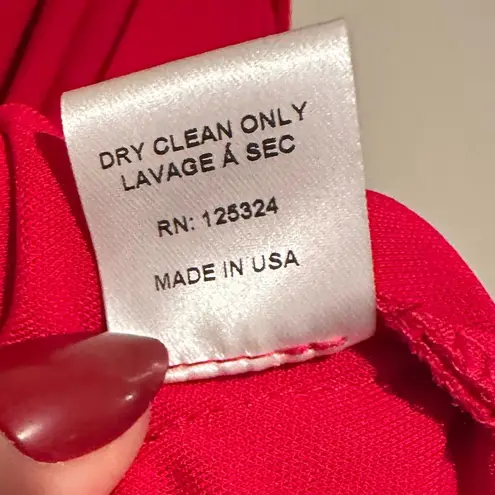 DRY CLEAN ONLY
LAVAGE Á SEC
RN: 125324
MADE IN USA